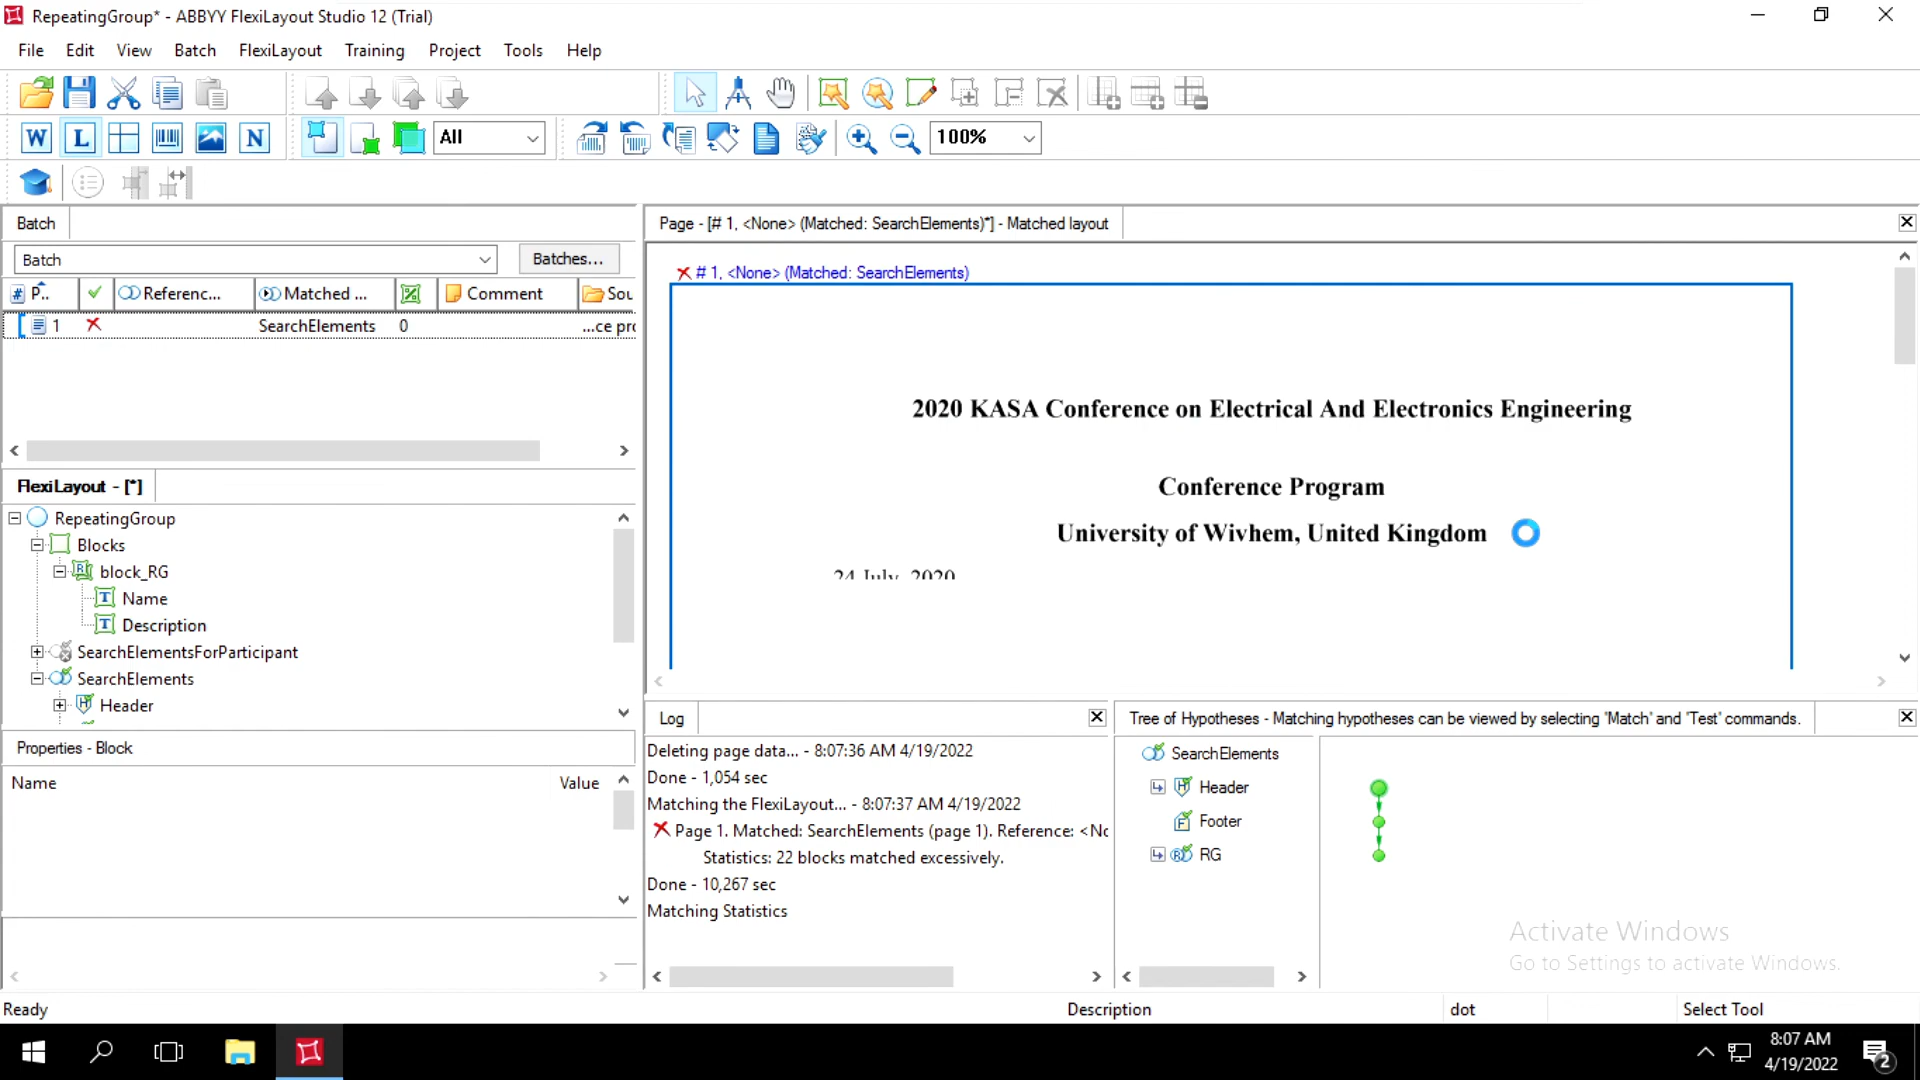 RepeatingGroup* - ABBYY FlexiLayout Studio 12 (Trial)
File Edit View Batch FlexiLayout Training Project Tools Help
W L N All 100%
Batch
Batch Batches...
# P.. Referenc... Matched ... Comment Sou
1 SearchElements 0 ...ce pro
FlexiLayout - [*]
RepeatingGroup
Blocks
block_RG
Name
Description
SearchElementsForParticipant
SearchElements
Header
Properties - Block
Name Value
Page - [# 1, <None> (Matched: SearchElements)*] - Matched layout
# 1, <None> (Matched: SearchElements)
2020 KASA Conference on Electrical And Electronics Engineering
Conference Program
University of Wivhem, United Kingdom
24 July, 2020
Log
Deleting page data... - 8:07:36 AM 4/19/2022
Done - 1,054 sec
Matching the FlexiLayout... - 8:07:37 AM 4/19/2022
Page 1. Matched: SearchElements (page 1). Reference: <No
Statistics: 22 blocks matched excessively.
Done - 10,267 sec
Matching Statistics
Tree of Hypotheses - Matching hypotheses can be viewed by selecting 'Match' and 'Test' commands.
SearchElements
Header
Footer
RG
Activate Windows
Go to Settings to activate Windows.
Ready Description dot Select Tool
8:07 AM
4/19/2022
2